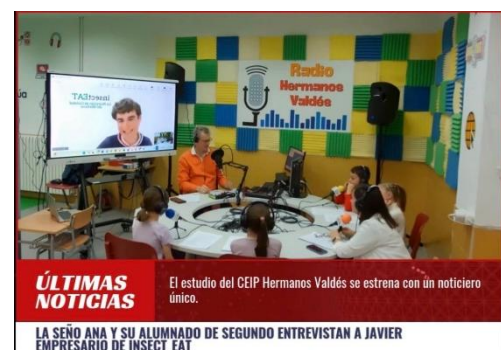 insectEAT
Radio
Hermanos
Valdés
ÚLTIMAS
NOTICIAS
El estudio del CEIP Hermanos Valdés se estrena con un noticiero
único.
LA SEÑO ANA Y SU ALUMNADO DE SEGUNDO ENTREVISTAN A JAVIER
EMPRESARIO DE INSECT EAT